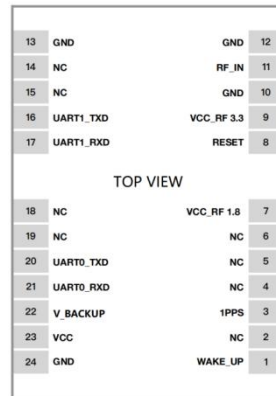 13 GND GND 12
14 NC RF_IN 11
15 NC GND 10
16 UART1_TXD VCC_RF 3.3 9
17 UART1_RXD RESET 8
TOP VIEW
18 NC VCC_RF 1.8 7
19 NC NC 6
20 UART0_TXD NC 5
21 UART0_RXD NC 4
22 V_BACKUP 1PPS 3
23 VCC NC 2
24 GND WAKE_UP 1